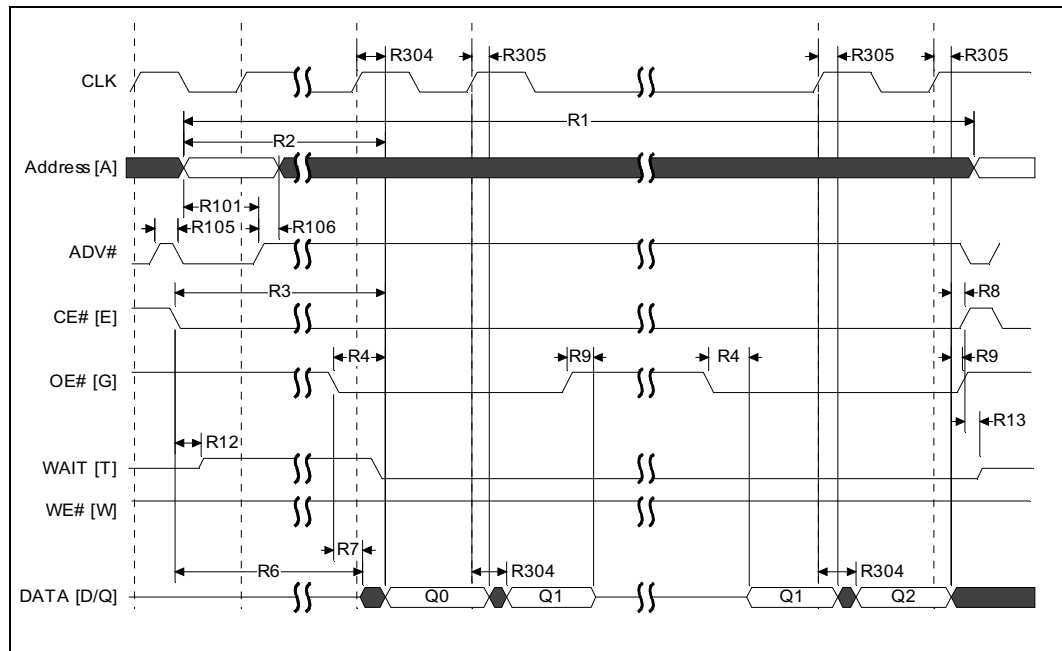 R304
R305
R305
R305
CLK
R1
R2
Address [A]
R101
R105
R106
ADV#
R3
R8
CE# [E]
R4
R9
R4
R9
OE# [G]
R13
R12
WAIT [T]
WE# [W]
R7
R6
R304
R304
DATA [D/Q]
Q0
Q1
Q1
Q2